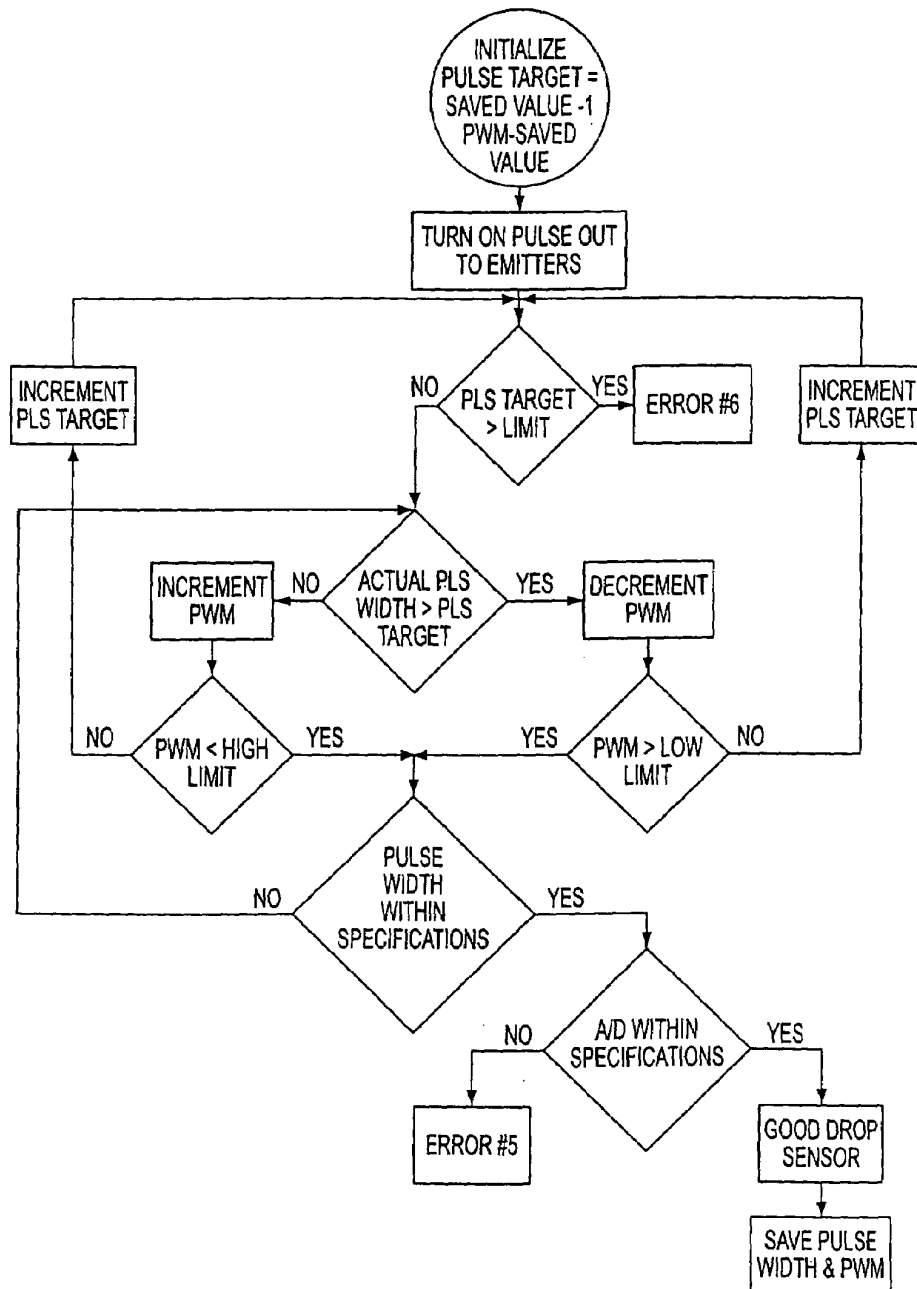 INITIALIZE
PULSE TARGET =
SAVED VALUE -1
PWM-SAVED
VALUE
TURN ON PULSE OUT
TO EMITTERS
INCREMENT
PLS TARGET
NO
PLS TARGET
> LIMIT
YES
ERROR #6
INCREMENT
PLS TARGET
INCREMENT
PWM
NO
ACTUAL PLS
WIDTH > PLS
TARGET
YES
DECREMENT
PWM
NO
PWM < HIGH
LIMIT
YES
YES
PWM > LOW
LIMIT
NO
NO
PULSE
WIDTH
WITHIN
SPECIFICATIONS
YES
NO
A/D WITHIN
SPECIFICATIONS
YES
ERROR #5
GOOD DROP
SENSOR
SAVE PULSE
WIDTH & PWM